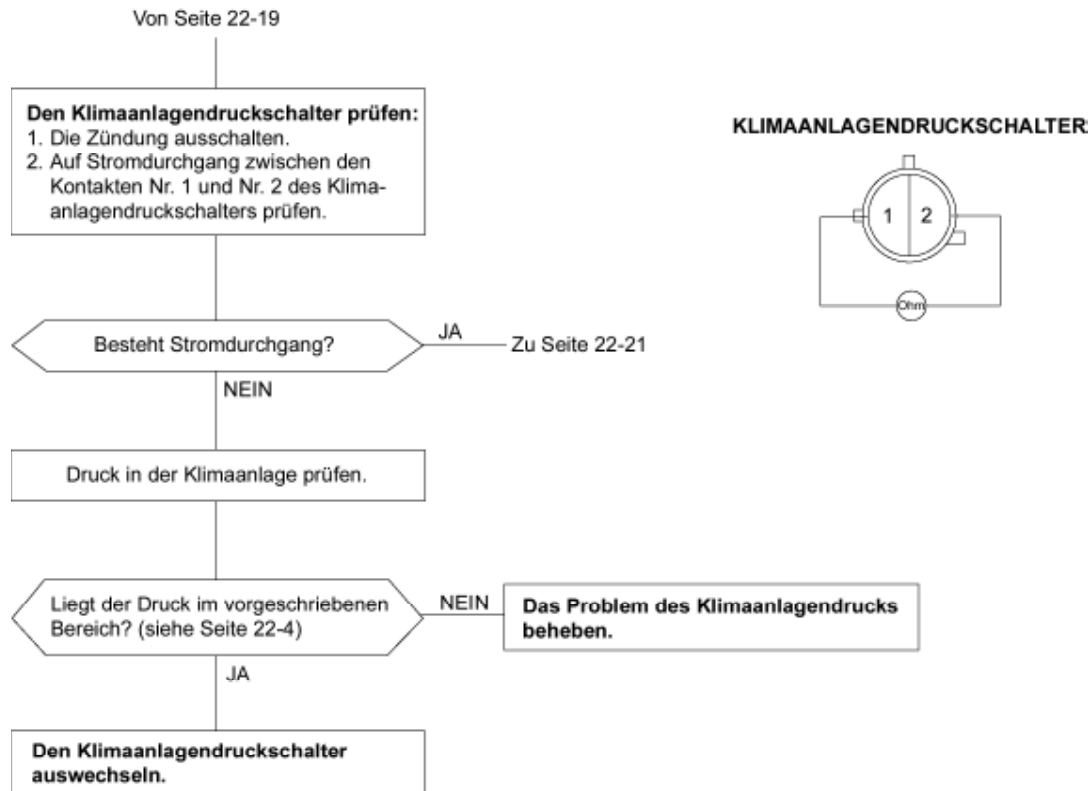 Von Seite 22-19
Den Klimaanlagendruckschalter prüfen:
1. Die Zündung ausschalten.
2. Auf Stromdurchgang zwischen den
Kontakten Nr. 1 und Nr. 2 des Klima-
anlagendruckschalters prüfen.
KLIMAANLAGENDRUCKSCHALTER:
1
2
Ohm
Besteht Stromdurchgang?
JA
Zu Seite 22-21
NEIN
Druck in der Klimaanlage prüfen.
Liegt der Druck im vorgeschriebenen
Bereich? (siehe Seite 22-4)
NEIN
Das Problem des Klimaanlagendrucks
beheben.
JA
Den Klimaanlagendruckschalter
auswechseln.